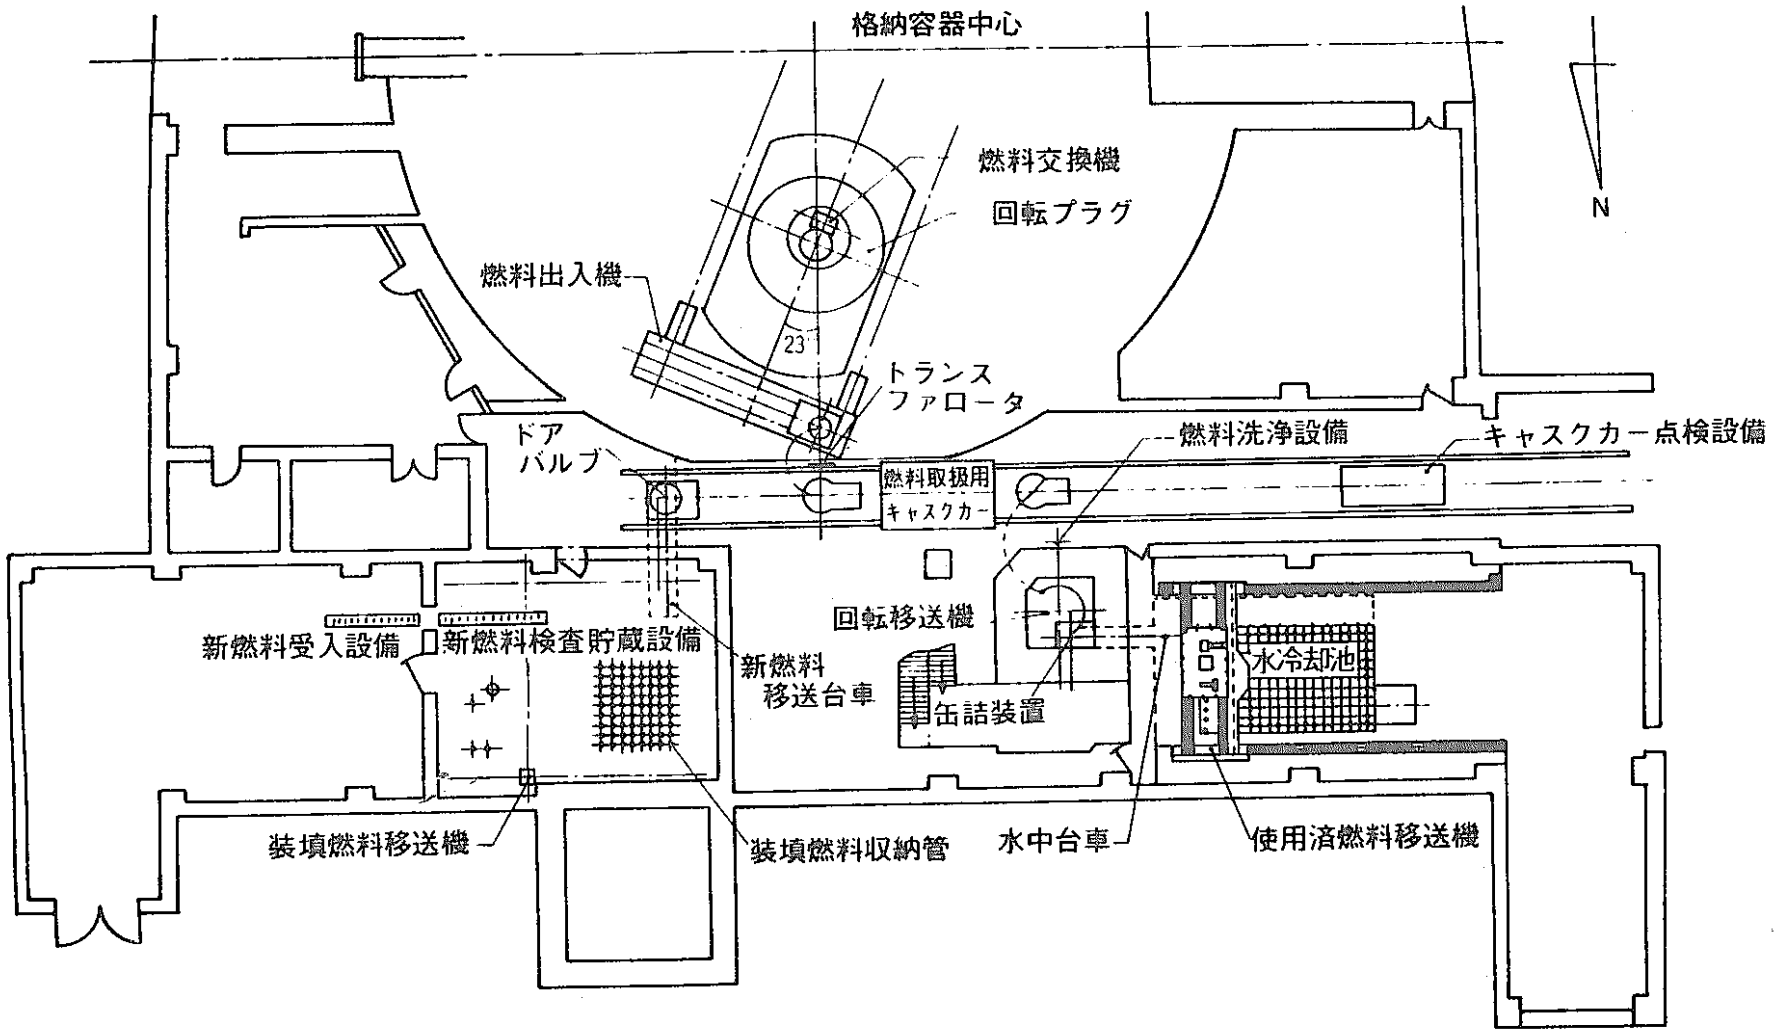 格納容器中心
燃料交換機
回転プラグ
N
燃料出入機
23
トランス
ファロータ
ドア
バルブ
燃料洗浄設備
キャスクカー点検設備
燃料取扱用
キャスクカー
新燃料受入設備
新燃料検査貯蔵設備
新燃料
移送台車
回転移送機
缶詰装置
水冷却池
装填燃料移送機
装填燃料収納管
水中台車
使用済燃料移送機